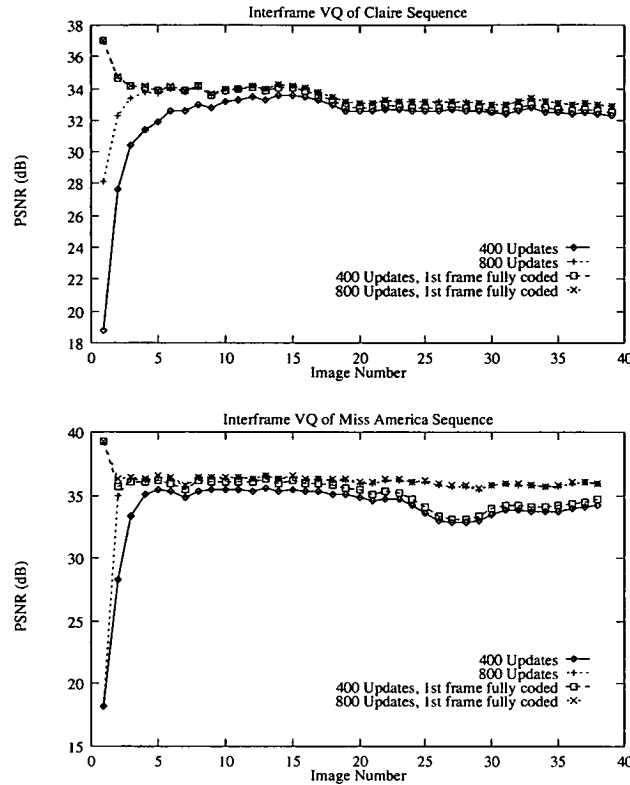 Interframe VQ of Claire Sequence
38
36
34
32
30
28
26
24
22
20
18
PSNR (dB)
400 Updates
800 Updates
400 Updates, 1st frame fully coded
800 Updates, 1st frame fully coded
0 5 10 15 20 25 30 35 40
Image Number
Interframe VQ of Miss America Sequence
40
35
30
25
20
15
PSNR (dB)
400 Updates
800 Updates
400 Updates, 1st frame fully coded
800 Updates, 1st frame fully coded
0 5 10 15 20 25 30 35 40
Image Number